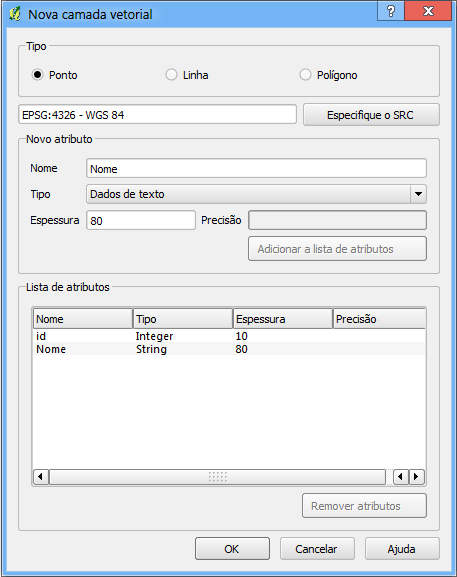 Nova camada vetorial
? X
Tipo
Ponto Linha Polígono
EPSG:4326 - WGS 84 Especifique o SRC
Novo atributo
Nome Nome
Tipo Dados de texto
Espessura 80 Precisão
Adicionar a lista de atributos
Lista de atributos
Nome Tipo Espessura Precisão
id Integer 10
Nome String 80
Remover atributos
OK Cancelar Ajuda